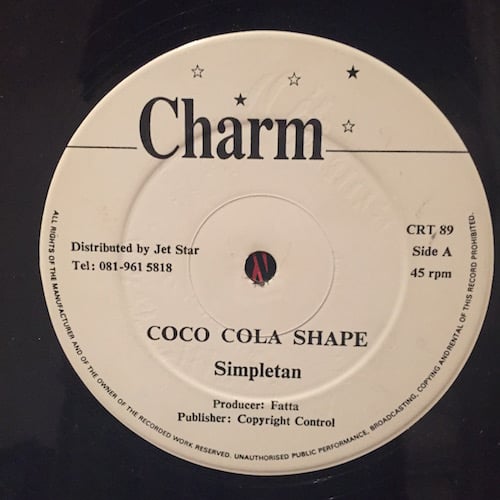 Charm
Distributed by Jet Star
Tel: 081-961 5818
CRT 89
Side A
45 rpm
COCO COLA SHAPE
Simpletan
Producer: Fatta
Publisher: Copyright Control
ALL RIGHTS OF THE MANUFACTURER AND OF THE OWNER OF THE RECORDED WORK RESERVED. UNAUTHORISED PUBLIC PERFORMANCE, BROADCASTING, COPYING AND RENTAL OF THIS RECORD PROHIBITED.